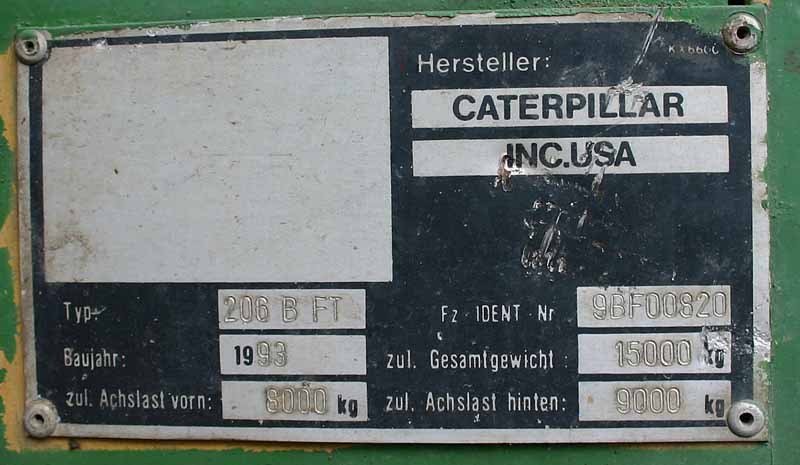 KX6600
Hersteller:
CATERPILLAR
INC.USA
Typ:
206 B FT
Fz IDENT Nr
9BF00820
Baujahr:
1993
zul. Gesamtgewicht :
15000 kg
zul. Achslast vorn:
8000 kg
zul. Achslast hinten:
9000 kg